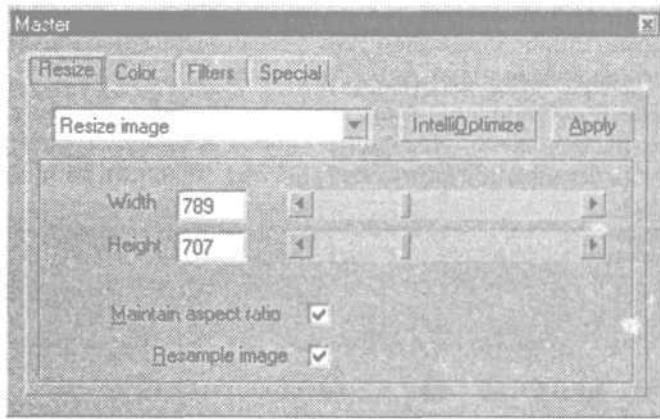 Master
Resize Color Filters Special
Resize image IntelliOptimize Apply
Width 789
Height 707
Maintain aspect ratio
Resample image